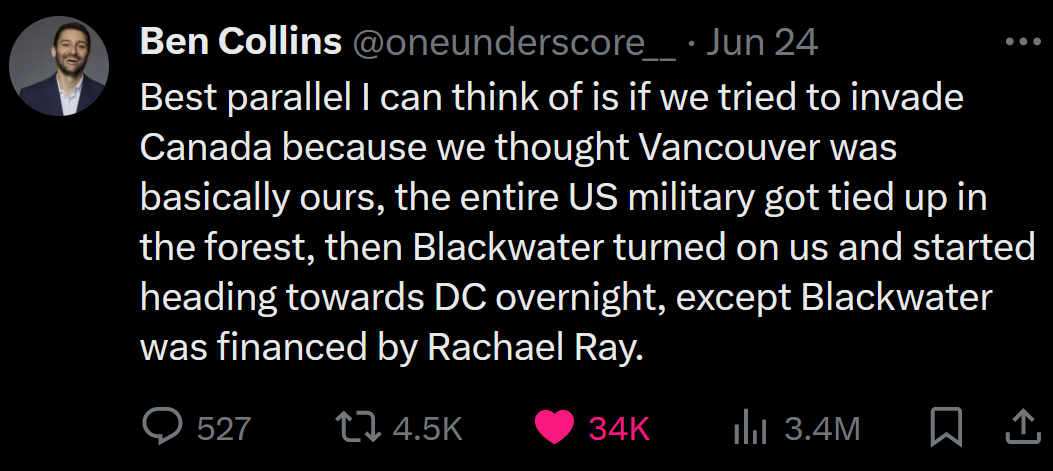 Ben Collins @oneunderscore__ · Jun 24
Best parallel I can think of is if we tried to invade
Canada because we thought Vancouver was
basically ours, the entire US military got tied up in
the forest, then Blackwater turned on us and started
heading towards DC overnight, except Blackwater
was financed by Rachael Ray.
527 4.5K 34K 3.4M